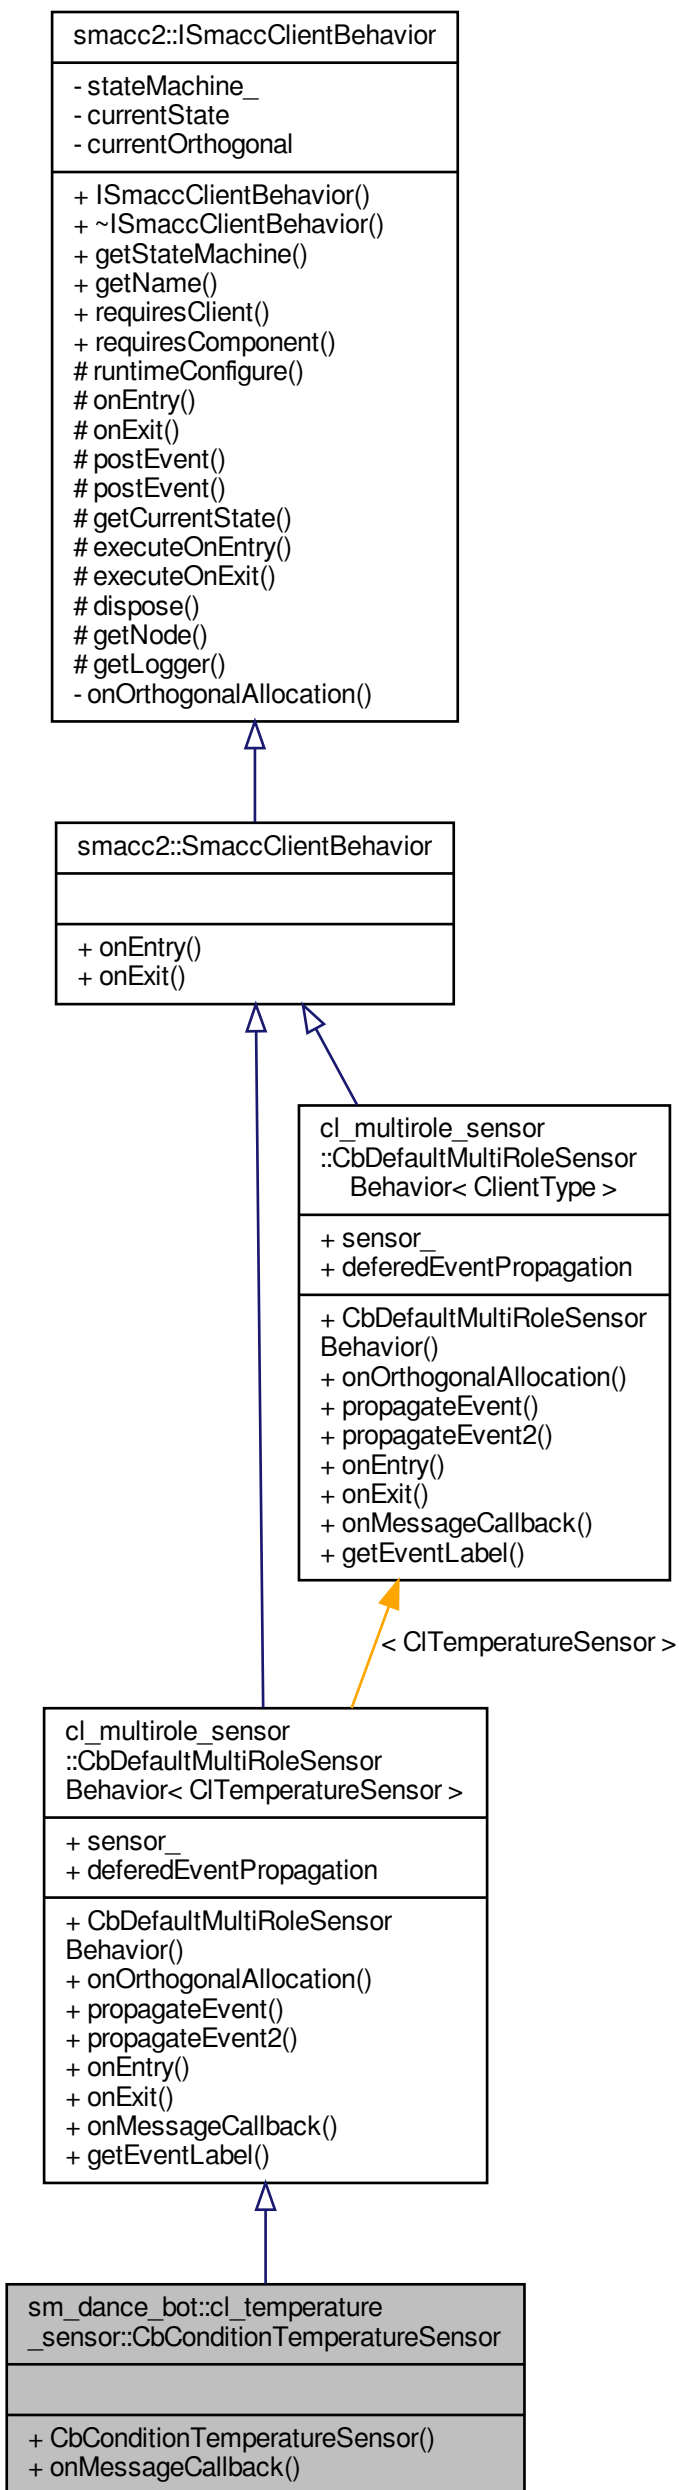 smacc2::ISmaccClientBehavior
- stateMachine_
- currentState
- currentOrthogonal
+ ISmaccClientBehavior()
+ ~ISmaccClientBehavior()
+ getStateMachine()
+ getName()
+ requiresClient()
+ requiresComponent()
# runtimeConfigure()
# onEntry()
# onExit()
# postEvent()
# postEvent()
# getCurrentState()
# executeOnEntry()
# executeOnExit()
# dispose()
# getNode()
# getLogger()
- onOrthogonalAllocation()
smacc2::SmaccClientBehavior
+ onEntry()
+ onExit()
cl_multirole_sensor
::CbDefaultMultiRoleSensor
Behavior< ClientType >
+ sensor_
+ deferedEventPropagation
+ CbDefaultMultiRoleSensor
Behavior()
+ onOrthogonalAllocation()
+ propagateEvent()
+ propagateEvent2()
+ onEntry()
+ onExit()
+ onMessageCallback()
+ getEventLabel()
< ClTemperatureSensor >
cl_multirole_sensor
::CbDefaultMultiRoleSensor
Behavior< ClTemperatureSensor >
+ sensor_
+ deferedEventPropagation
+ CbDefaultMultiRoleSensor
Behavior()
+ onOrthogonalAllocation()
+ propagateEvent()
+ propagateEvent2()
+ onEntry()
+ onExit()
+ onMessageCallback()
+ getEventLabel()
sm_dance_bot::cl_temperature
_sensor::CbConditionTemperatureSensor
+ CbConditionTemperatureSensor()
+ onMessageCallback()